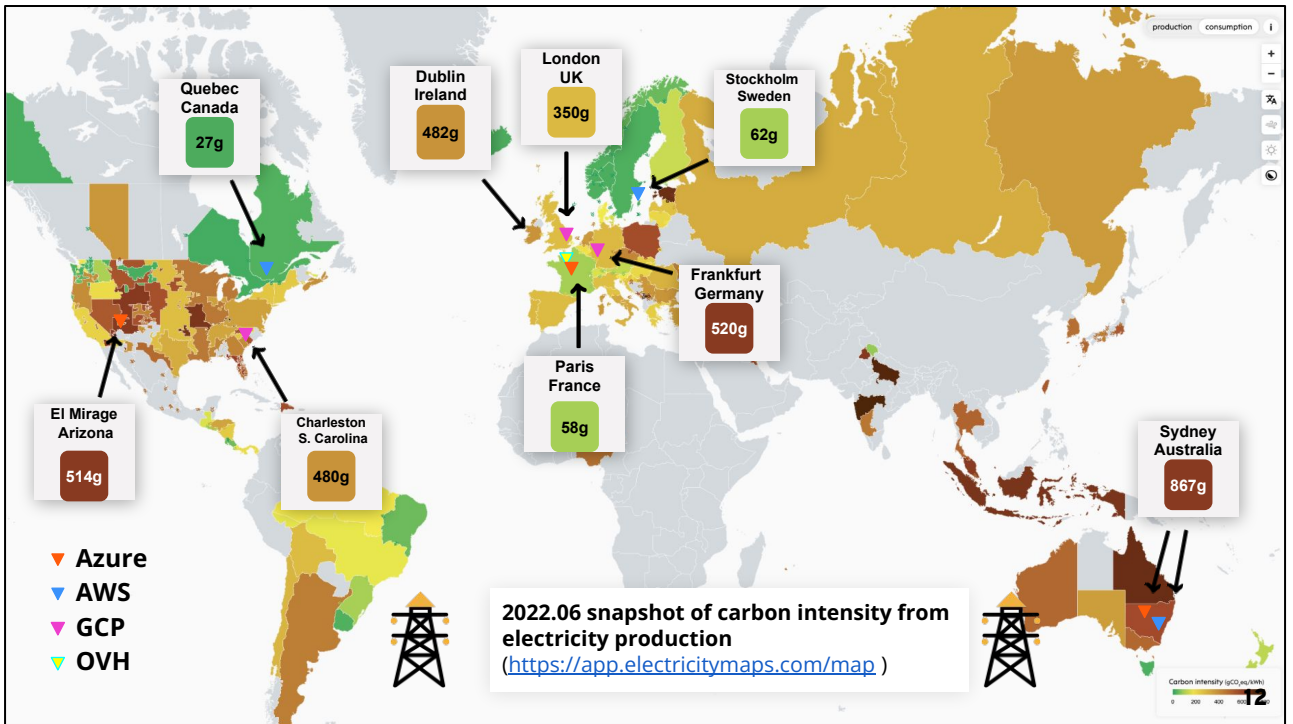 production
consumption
i
+
−
Quebec
Canada
27g
Dublin
Ireland
482g
London
UK
350g
Stockholm
Sweden
62g
Frankfurt
Germany
520g
Paris
France
58g
El Mirage
Arizona
514g
Charleston
S. Carolina
480g
Sydney
Australia
867g
Azure
AWS
GCP
OVH
2022.06 snapshot of carbon intensity from
electricity production
(https://app.electricitymaps.com/map )
Carbon intensity (gCO₂eq/kWh)
0 200 400
12